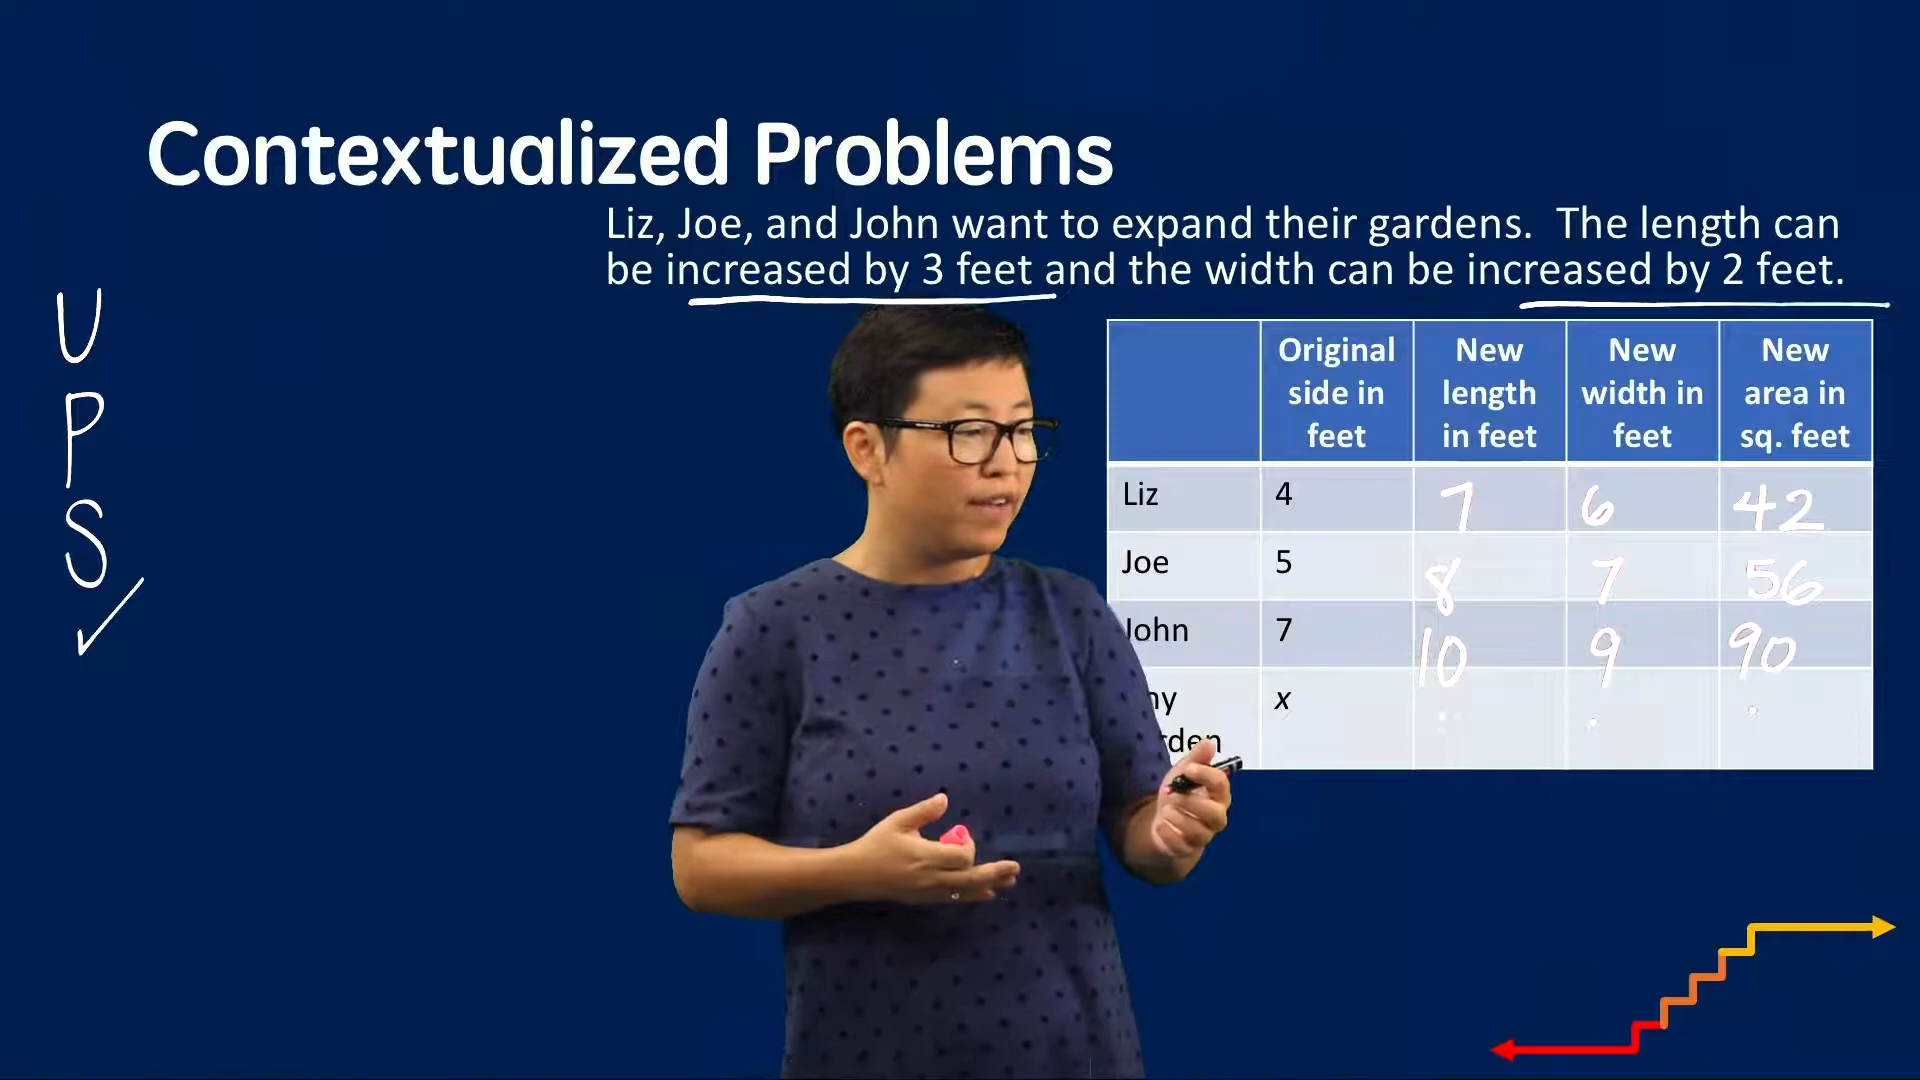 Contextualized Problems
Liz, Joe, and John want to expand their gardens.  The length can
be increased by 3 feet and the width can be increased by 2 feet.
U
P
S
✓
Original side in feet
New length in feet
New width in feet
New area in sq. feet
Liz 4 7 6 42
Joe 5 8 7 56
John 7 10 9 90
x